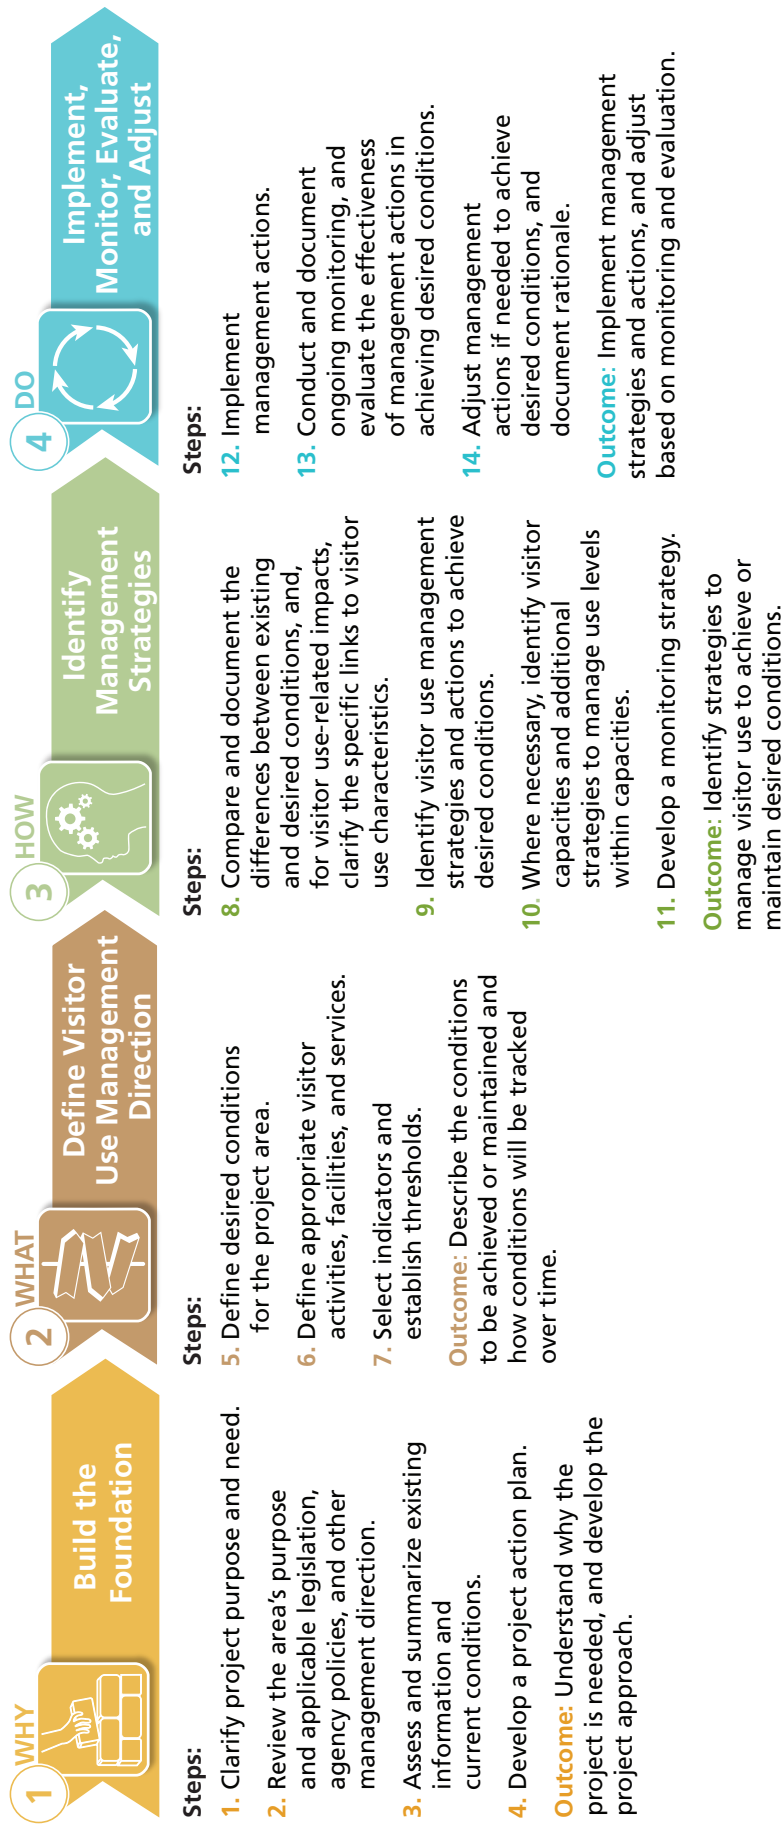 1
WHY
Build the
Foundation
Steps:
1. Clarify project purpose and need.
2. Review the area's purpose
and applicable legislation,
agency policies, and other
management direction.
3. Assess and summarize existing
information and
current conditions.
4. Develop a project action plan.
Outcome: Understand why the
project is needed, and develop the
project approach.
2
WHAT
Define Visitor
Use Management
Direction
Steps:
5. Define desired conditions
for the project area.
6. Define appropriate visitor
activities, facilities, and services.
7. Select indicators and
establish thresholds.
Outcome: Describe the conditions
to be achieved or maintained and
how conditions will be tracked
over time.
3
HOW
Identify
Management
Strategies
Steps:
8. Compare and document the
differences between existing
and desired conditions, and,
for visitor use-related impacts,
clarify the specific links to visitor
use characteristics.
9. Identify visitor use management
strategies and actions to achieve
desired conditions.
10. Where necessary, identify visitor
capacities and additional
strategies to manage use levels
within capacities.
11. Develop a monitoring strategy.
Outcome: Identify strategies to
manage visitor use to achieve or
maintain desired conditions.
4
DO
Implement,
Monitor, Evaluate,
and Adjust
Steps:
12. Implement
management actions.
13. Conduct and document
ongoing monitoring, and
evaluate the effectiveness
of management actions in
achieving desired conditions.
14. Adjust management
actions if needed to achieve
desired conditions, and
document rationale.
Outcome: Implement management
strategies and actions, and adjust
based on monitoring and evaluation.